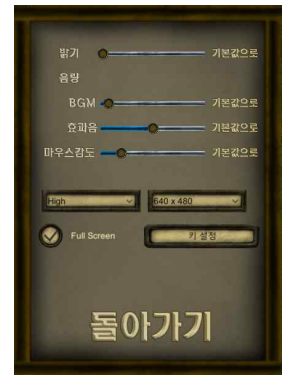 밝기 기본값으로
음량
BGM 기본값으로
효과음 기본값으로
마우스감도 기본값으로
High 640 x 480
Full Screen 키 설정
돌아가기